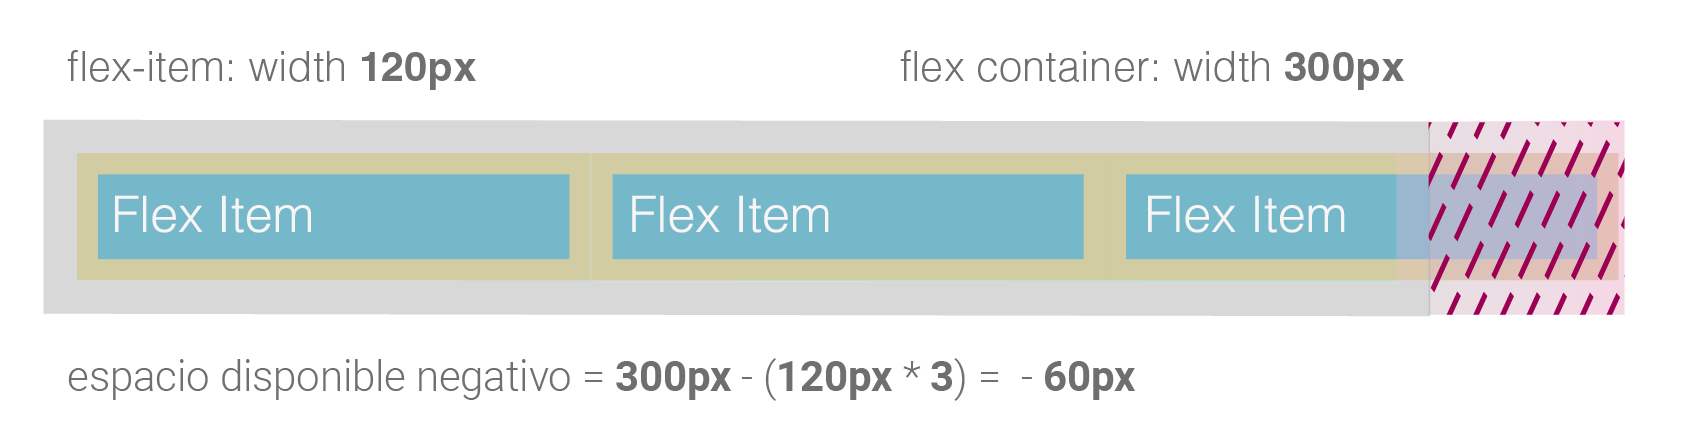 flex-item: width 120px
flex container: width 300px
Flex Item
Flex Item
Flex Item
espacio disponible negativo = 300px - (120px * 3) = - 60px